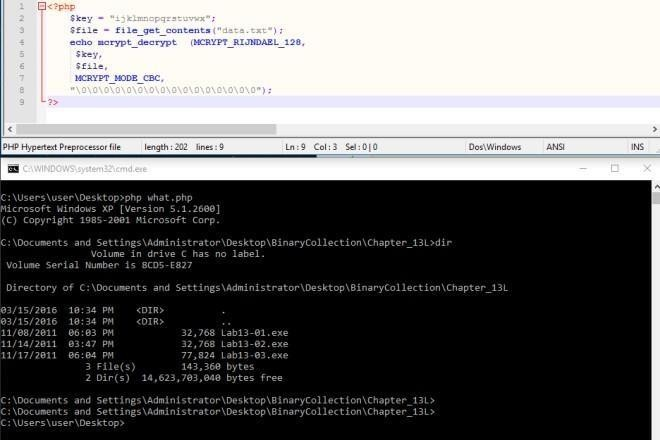 1 <?php
2 $key = "ijklmnopqrstuvwx";
3 $file = file_get_contents("data.txt");
4 echo mcrypt_decrypt (MCRYPT_RIJNDAEL_128,
5 $key,
6 $file,
7 MCRYPT_MODE_CBC,
8 "\0\0\0\0\0\0\0\0\0\0\0\0\0\0\0\0");
9 ?>
PHP Hypertext Preprocessor file length : 202 lines : 9 Ln : 9 Col : 3 Sel : 0 | 0 Dos\Windows ANSI INS
C:\WINDOWS\system32\cmd.exe
C:\Users\user\Desktop>php what.php
Microsoft Windows XP [Version 5.1.2600]
(C) Copyright 1985-2001 Microsoft Corp.
C:\Documents and Settings\Administrator\Desktop\BinaryCollection\Chapter_13L>dir
Volume in drive C has no label.
Volume Serial Number is 8CD5-E827
Directory of C:\Documents and Settings\Administrator\Desktop\BinaryCollection\Chapter_13L
03/15/2016 10:34 PM <DIR> .
03/15/2016 10:34 PM <DIR> ..
11/08/2011 06:03 PM 32,768 Lab13-01.exe
11/14/2011 03:47 PM 32,768 Lab13-02.exe
11/17/2011 06:04 PM 77,824 Lab13-03.exe
3 File(s) 143,360 bytes
2 Dir(s) 14,623,703,040 bytes free
C:\Documents and Settings\Administrator\Desktop\BinaryCollection\Chapter_13L>
C:\Documents and Settings\Administrator\Desktop\BinaryCollection\Chapter_13L>
C:\Users\user\Desktop>